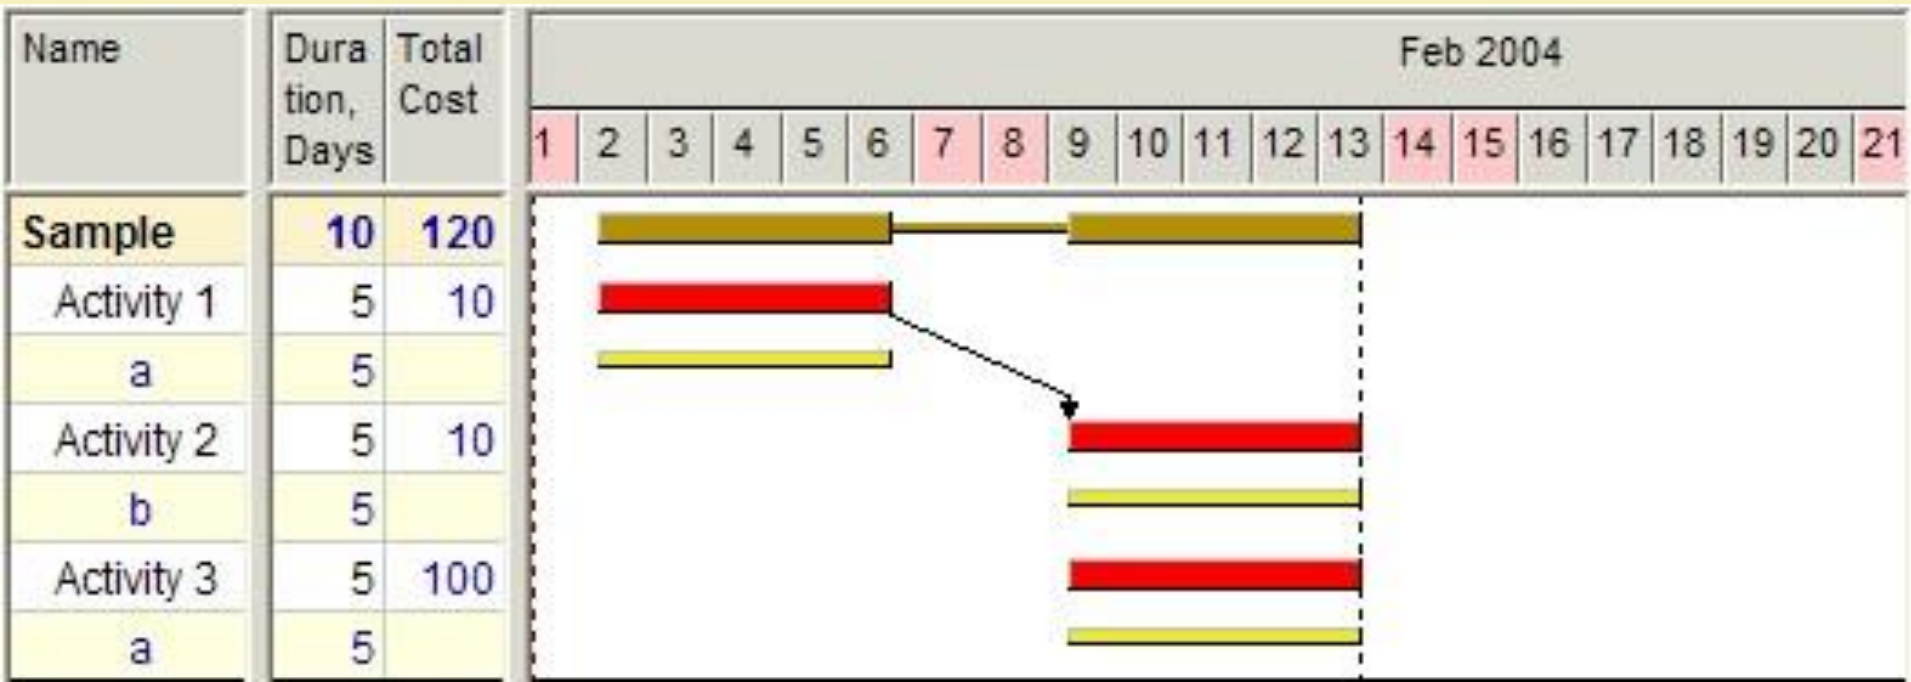 Name
Dura
tion,
Days
Total
Cost
Feb 2004
1 2 3 4 5 6 7 8 9 10 11 12 13 14 15 16 17 18 19 20 21
Sample 10 120
Activity 1 5 10
a 5
Activity 2 5 10
b 5
Activity 3 5 100
a 5